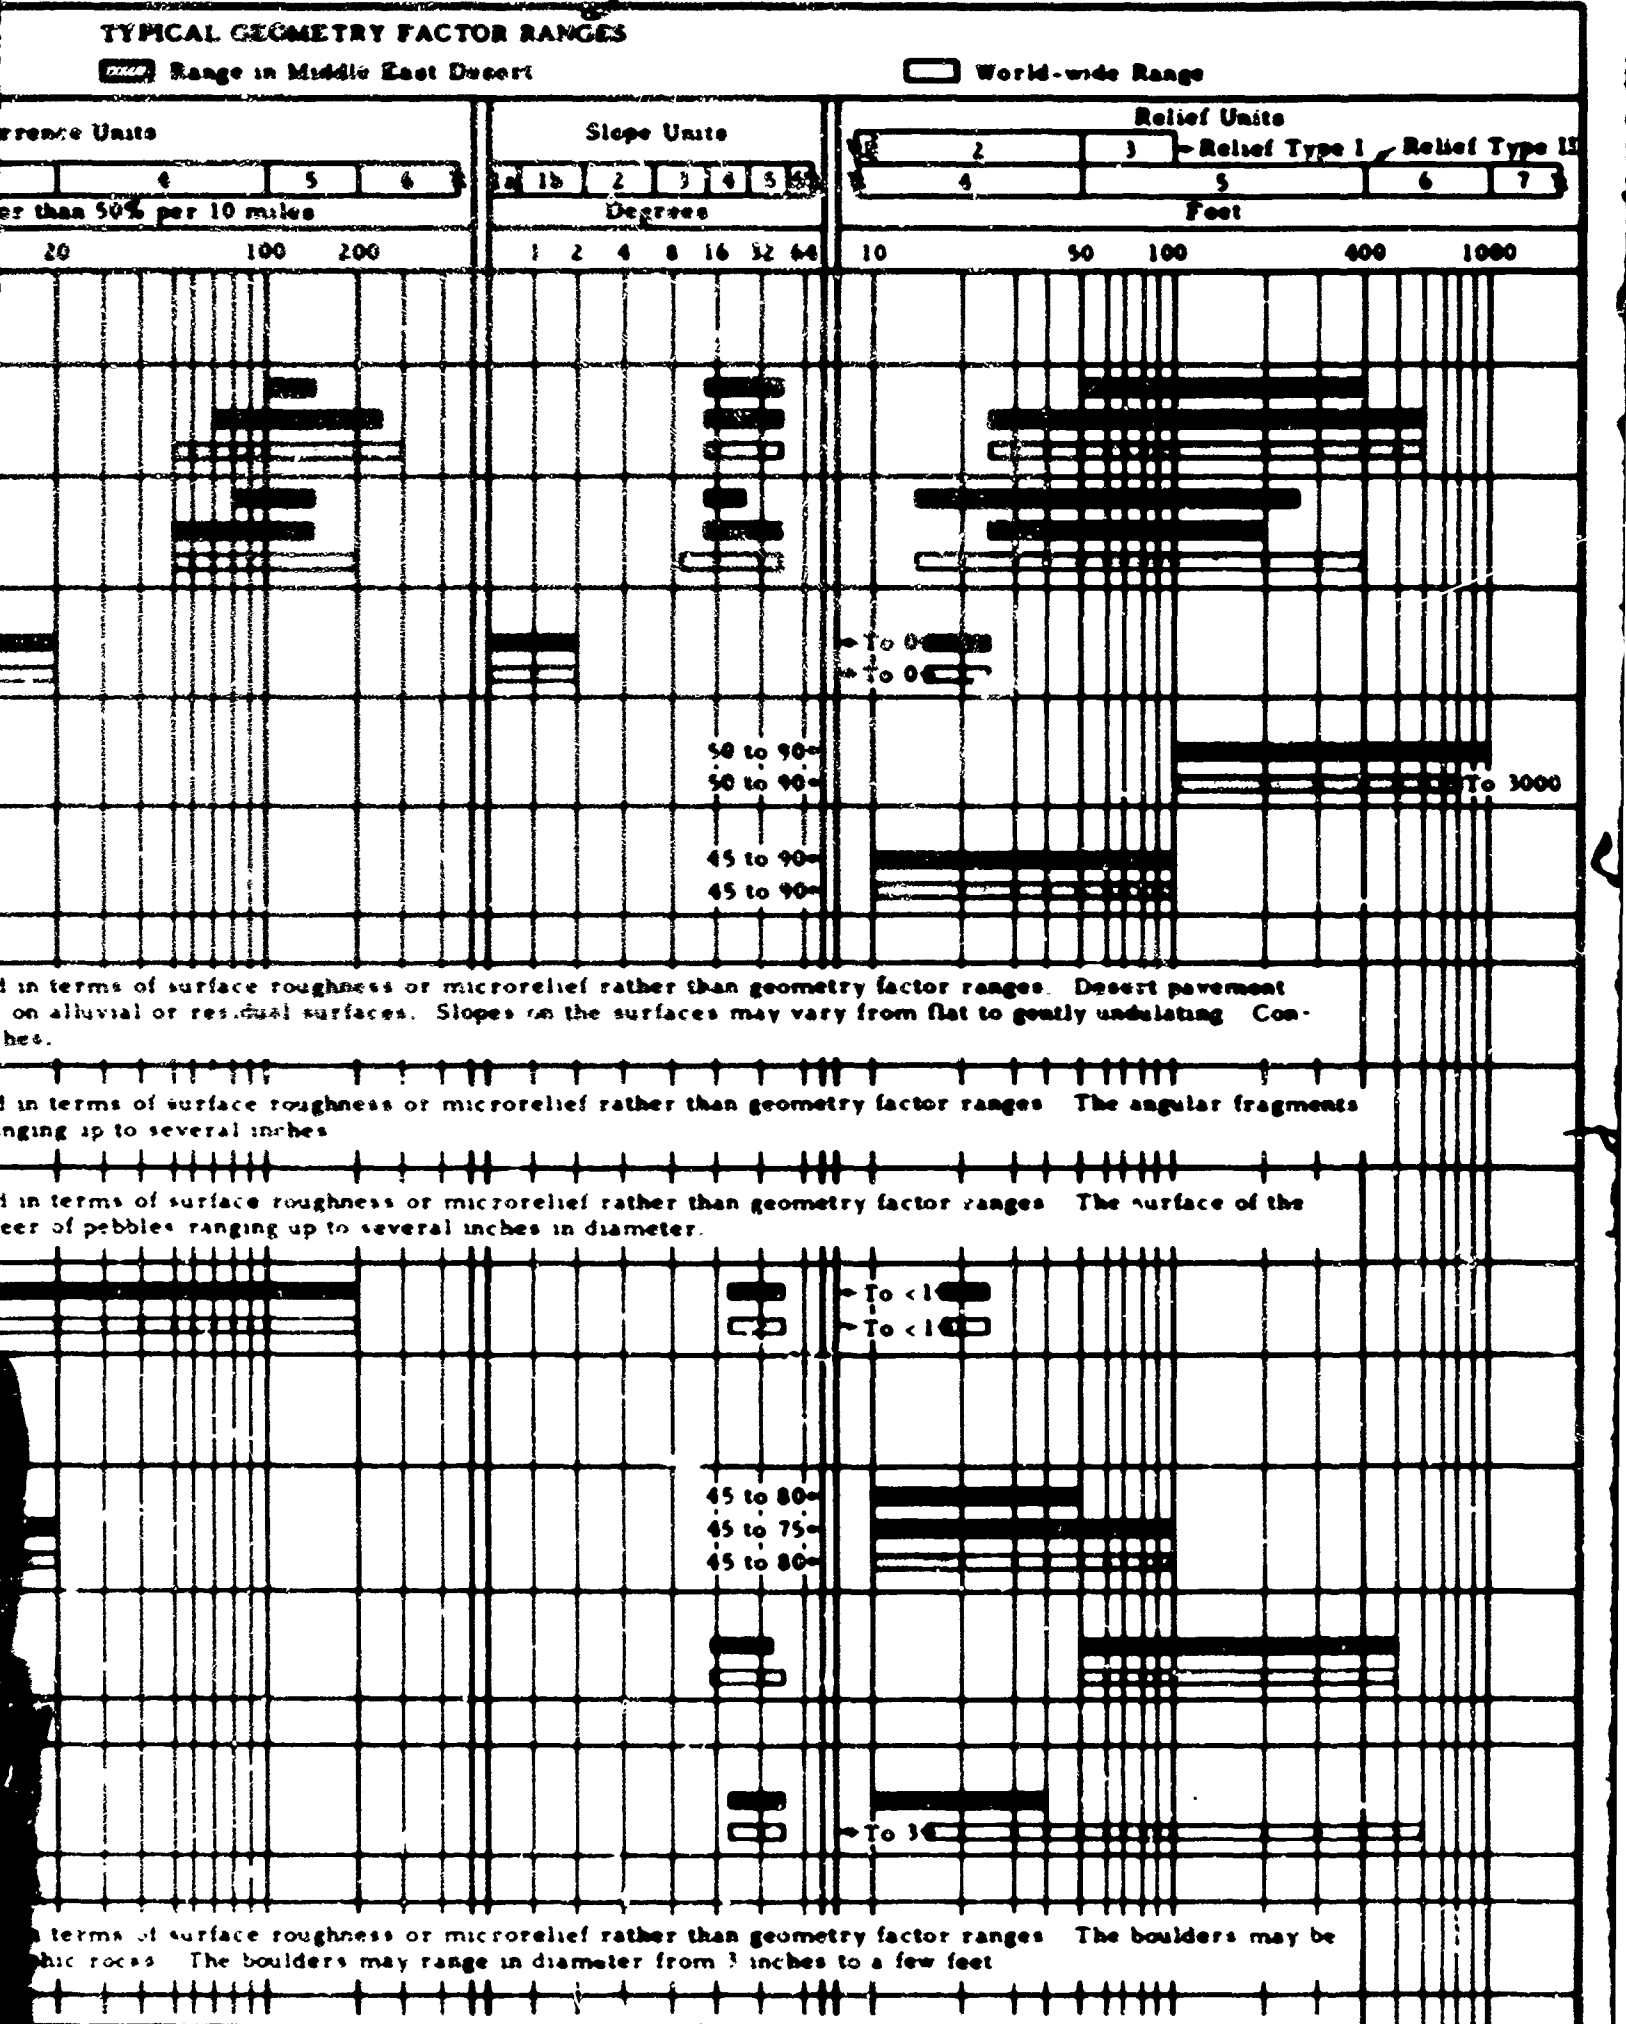 TYPICAL GEOMETRY FACTOR RANGES
Range in Middle East Desert World-wide Range
rrence Units Slope Units Relief Units
2 3 Relief Type I Relief Type II
4 5 6 1a 1b 2 3 4 5 4 5 6 7
er than 50% per 10 miles Degrees Feet
20 100 200 1 2 4 8 16 32 64 10 50 100 400 1000
To 0
To 0
50 to 90
50 to 90 To 3000
45 to 90
45 to 90
d in terms of surface roughness or microrelief rather than geometry factor ranges. Desert pavement
on alluvial or residual surfaces. Slopes on the surfaces may vary from flat to gently undulating Con-
hes.
d in terms of surface roughness or microrelief rather than geometry factor ranges The angular fragments
nging up to several inches
d in terms of surface roughness or microrelief rather than geometry factor ranges The surface of the
eer of pebbles ranging up to several inches in diameter.
To < 1
To < 1
45 to 80
45 to 75
45 to 80
To 3
terms of surface roughness or microrelief rather than geometry factor ranges The boulders may be
hic rocks The boulders may range in diameter from 3 inches to a few feet